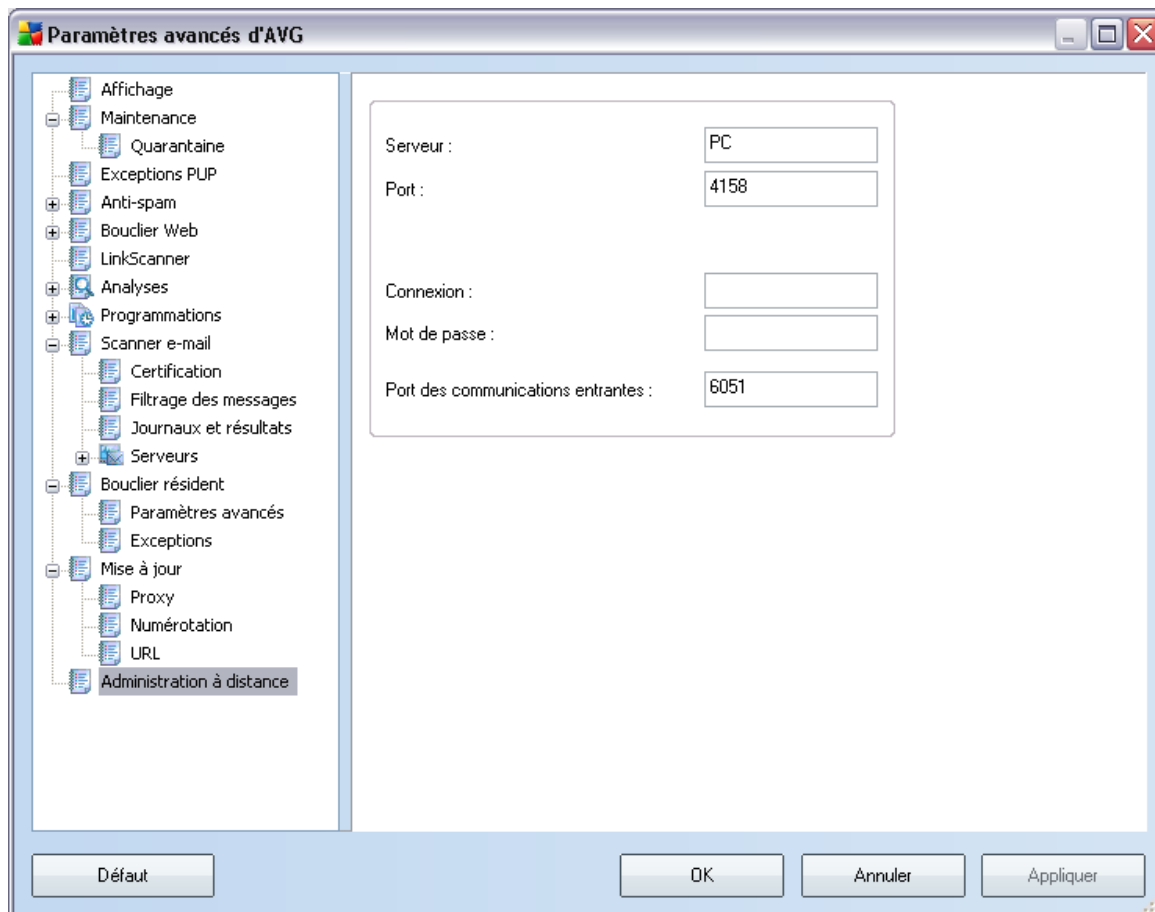 Paramètres avancés d'AVG
Affichage
Maintenance
Quarantaine
Exceptions PUP
Anti-spam
Bouclier Web
LinkScanner
Analyses
Programmations
Scanner e-mail
Certification
Filtrage des messages
Journaux et résultats
Serveurs
Bouclier résident
Paramètres avancés
Exceptions
Mise à jour
Proxy
Numérotation
URL
Administration à distance
Serveur : PC
Port : 4158
Connexion :
Mot de passe :
Port des communications entrantes : 6051
Défaut OK Annuler Appliquer